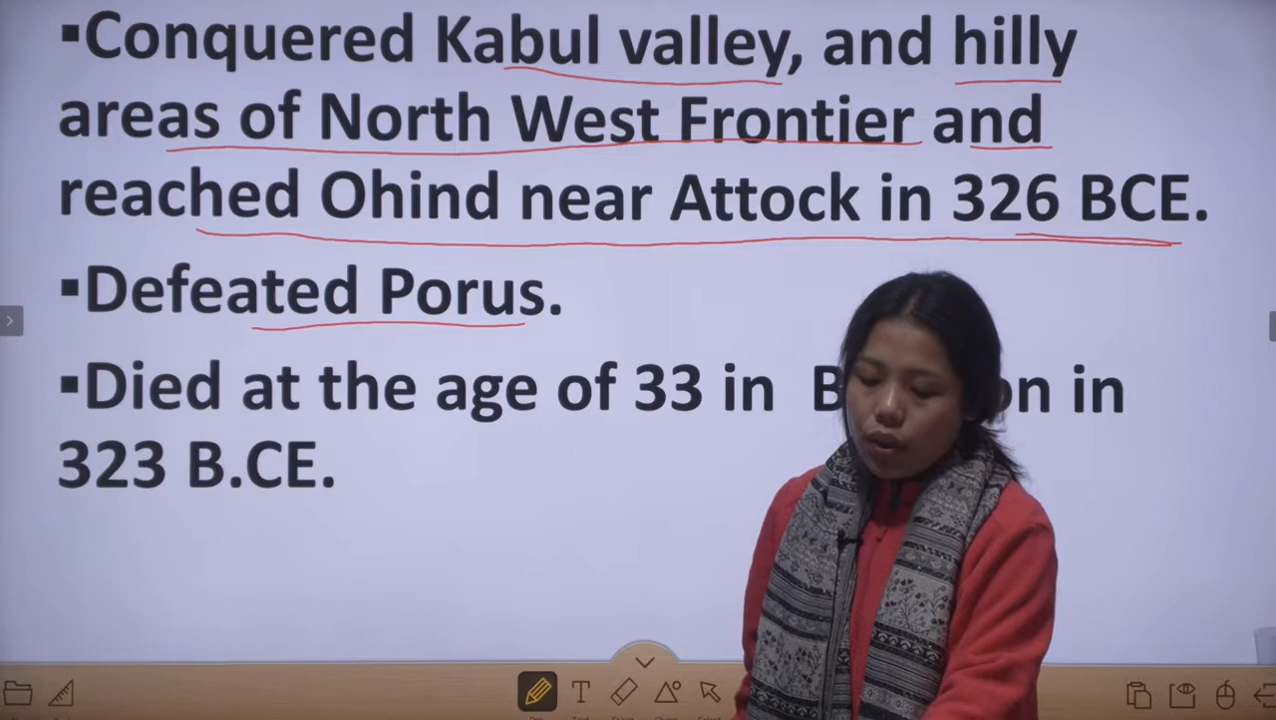 ▪Conquered Kabul valley, and hilly
areas of North West Frontier and
reached Ohind near Attock in 326 BCE.
▪Defeated Porus.
▪Died at the age of 33 in in
323 B.CE.
T